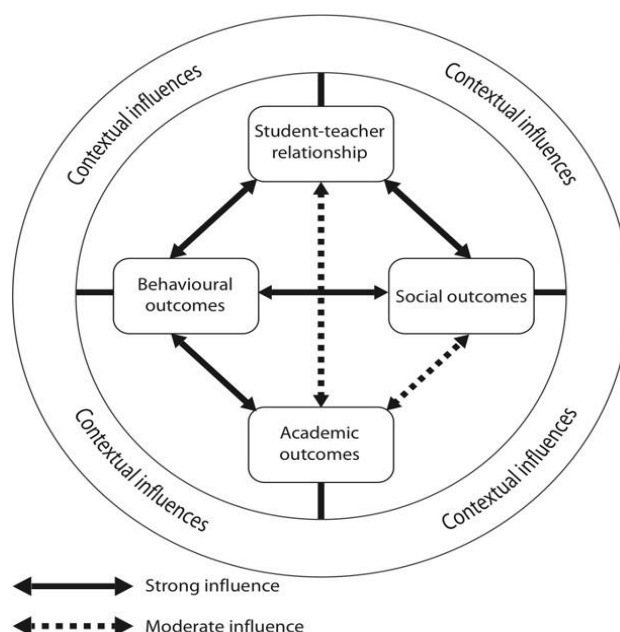 Contextual influences
Contextual influences
Student-teacher
relationship
Behavioural
outcomes
Social outcomes
Academic
outcomes
Contextual influences
Contextual influences
Strong influence
Moderate influence